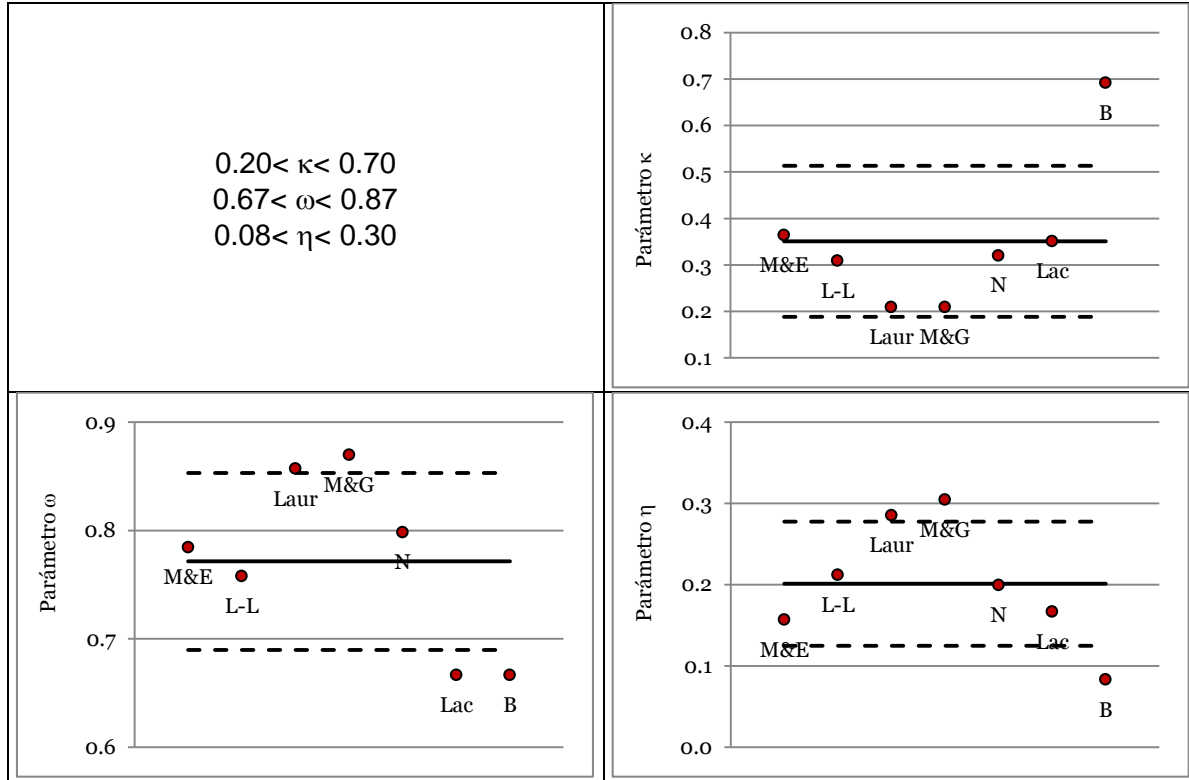 0.20< κ< 0.70
0.67< ω< 0.87
0.08< η< 0.30
Parámetro κ
0.8
0.7
0.6
0.5
0.4
0.3
0.2
0.1
M&E
L-L
Laur
M&G
N
Lac
B
Parámetro ω
0.9
0.8
0.7
0.6
M&E
L-L
Laur
M&G
N
Lac
B
Parámetro η
0.4
0.3
0.2
0.1
0.0
M&E
L-L
Laur
M&G
N
Lac
B